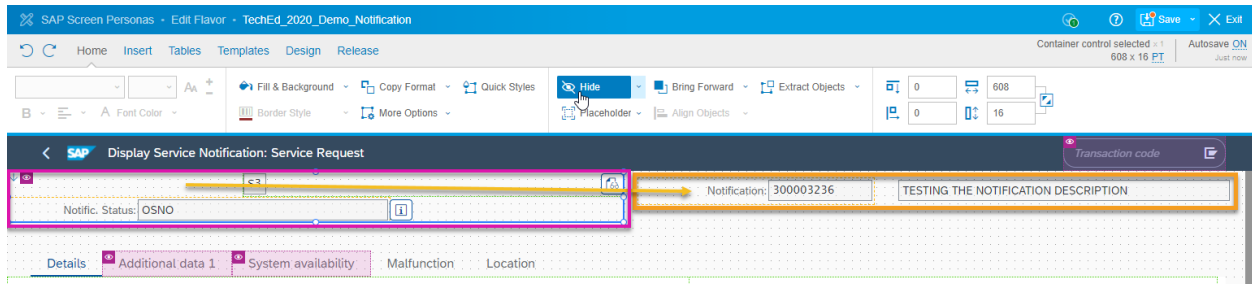 SAP Screen Personas • Edit Flavor • TechEd_2020_Demo_Notification Save Exit
Home Insert Tables Templates Design Release Container control selected × 1 Autosave ON
608 x 16 PT Just now
Fill & Background Copy Format Quick Styles Hide Bring Forward Extract Objects 0 608
B A Font Color Border Style More Options Placeholder Align Objects 0 16
SAP Display Service Notification: Service Request Transaction code
S3 Notification: 300003236 TESTING THE NOTIFICATION DESCRIPTION
Notific. Status: OSNO
Details Additional data 1 System availability Malfunction Location